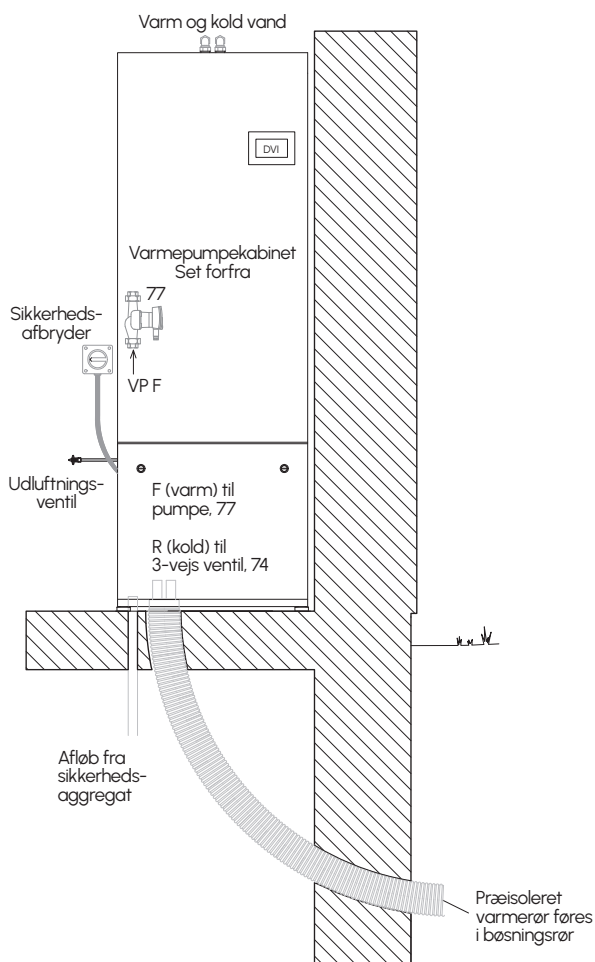 Varm og kold vand
DVI
Varmepumpekabinet
Set forfra
77
Sikkerheds-
afbryder
VP F
Udluftnings-
ventil
F (varm) til
pumpe, 77
R (kold) til
3-vejs ventil, 74
Afløb fra
sikkerheds-
aggregat
Præisoleret
varmerør føres
i bøsningsrør